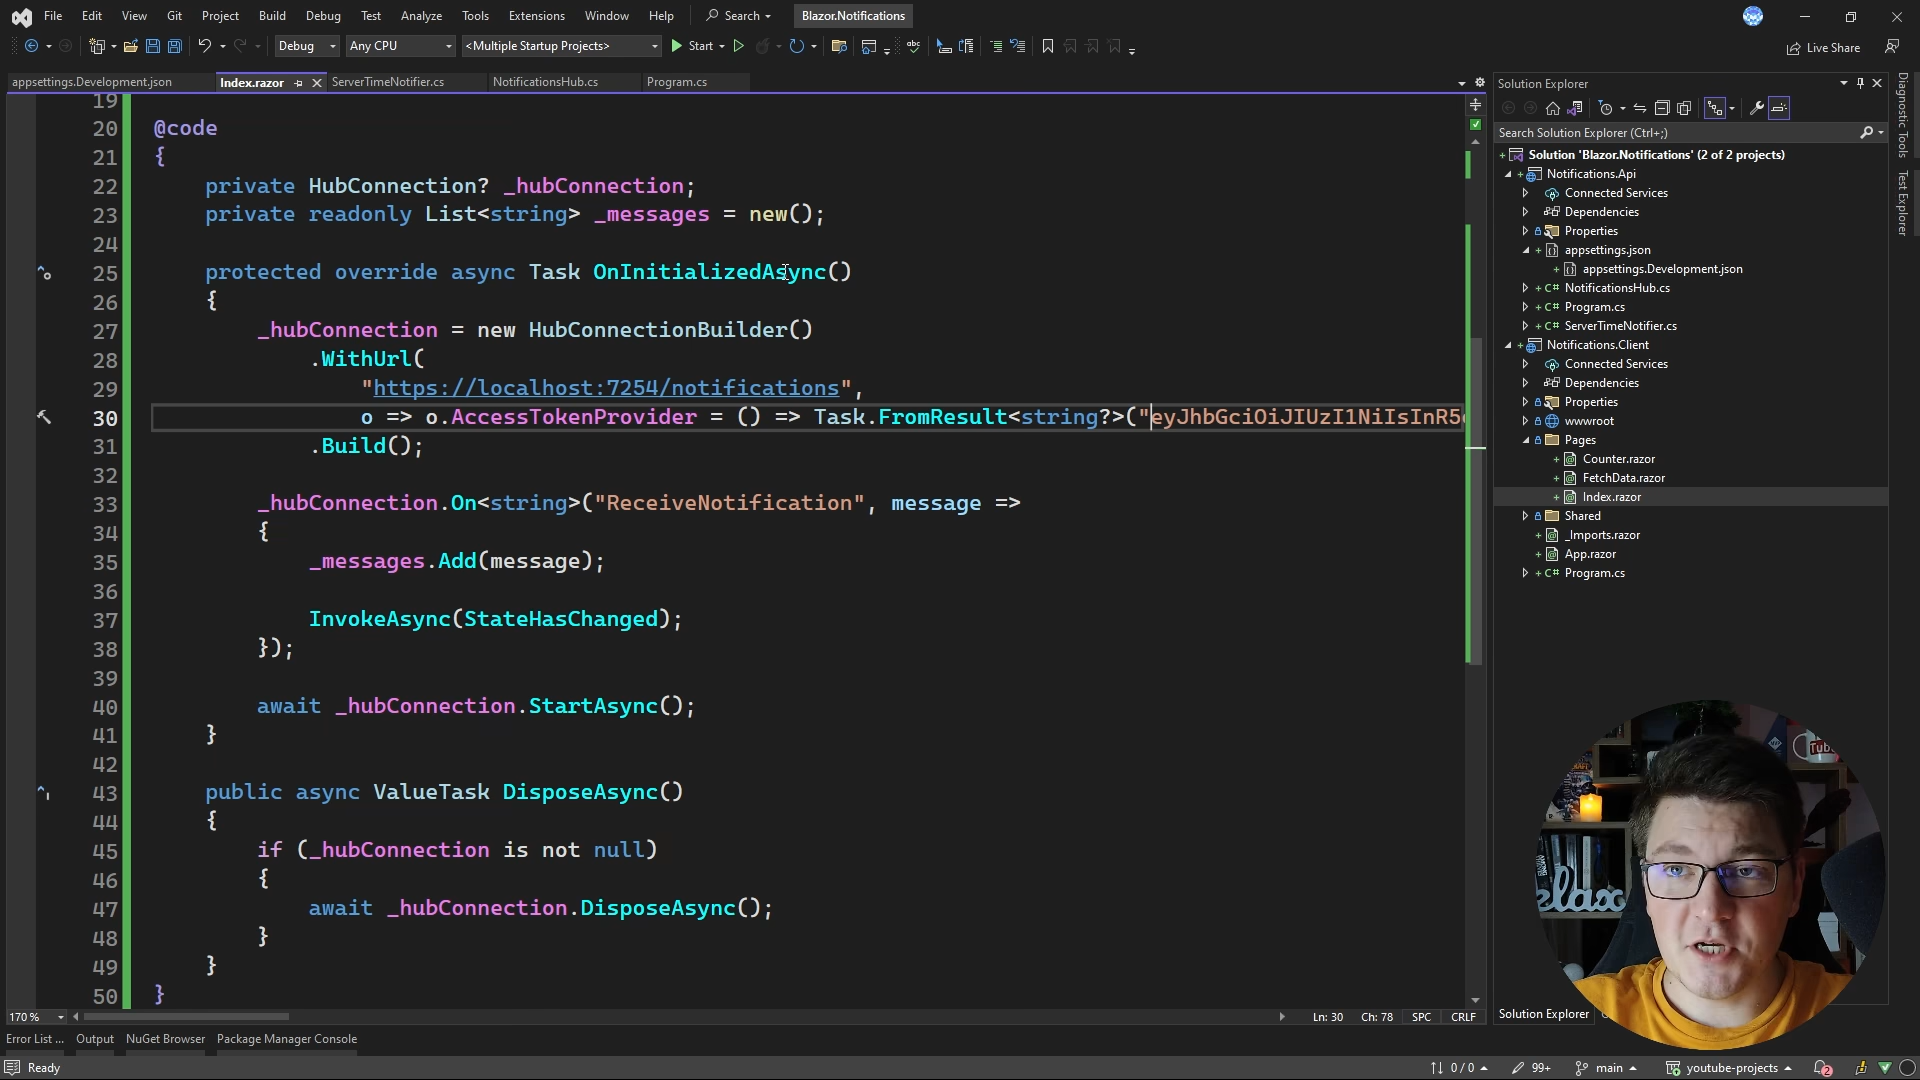 File Edit View Git Project Build Debug Test Analyze Tools Extensions Window Help Search Blazor.Notifications
Debug Any CPU <Multiple Startup Projects> Start Live Share
appsettings.Development.json Index.razor ServerTimeNotifier.cs NotificationsHub.cs Program.cs
19
20 @code
21 {
22 private HubConnection? _hubConnection;
23 private readonly List<string> _messages = new();
24
25 protected override async Task OnInitializedAsync()
26 {
27 _hubConnection = new HubConnectionBuilder()
28 .WithUrl(
29 "https://localhost:7254/notifications",
30 o => o.AccessTokenProvider = () => Task.FromResult<string?>("eyJhbGciOiJIUzI1NiIsInR5c
31 .Build();
32
33 _hubConnection.On<string>("ReceiveNotification", message =>
34 {
35 _messages.Add(message);
36
37 InvokeAsync(StateHasChanged);
38 });
39
40 await _hubConnection.StartAsync();
41 }
42
43 public async ValueTask DisposeAsync()
44 {
45 if (_hubConnection is not null)
46 {
47 await _hubConnection.DisposeAsync();
48 }
49 }
50 }
170 % Ln: 30 Ch: 78 SPC CRLF
Error List ... Output NuGet Browser Package Manager Console
Ready 0 / 0 99+ main youtube-projects 2
Solution Explorer
Search Solution Explorer (Ctrl+;)
Solution 'Blazor.Notifications' (2 of 2 projects)
Notifications.Api
Connected Services
Dependencies
Properties
appsettings.json
appsettings.Development.json
NotificationsHub.cs
Program.cs
ServerTimeNotifier.cs
Notifications.Client
Connected Services
Dependencies
Properties
wwwroot
Pages
Counter.razor
FetchData.razor
Index.razor
Shared
_Imports.razor
App.razor
Program.cs
Solution Explorer
Diagnostic Tools
Test Explorer